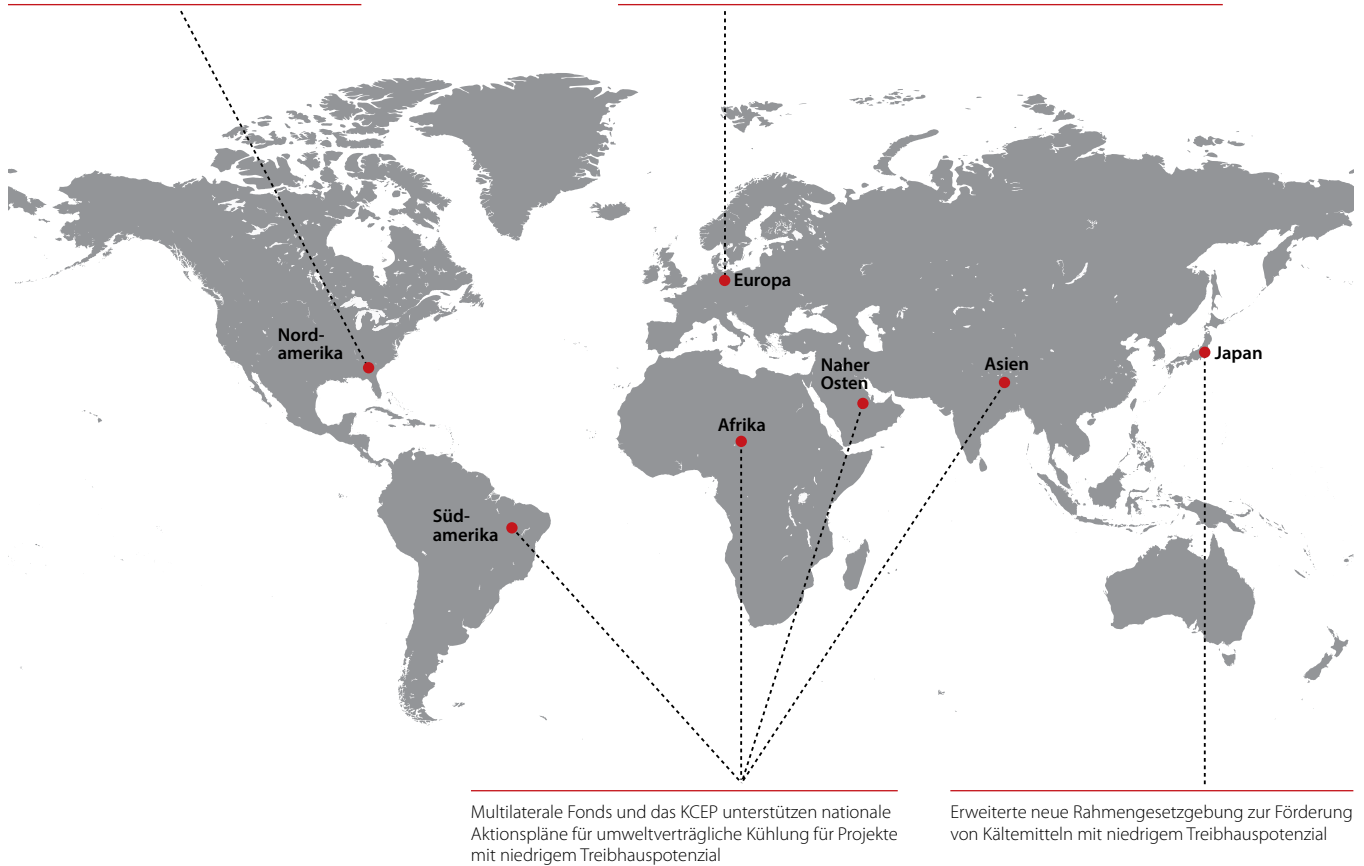 Europa
Nord-
amerika
Naher
Osten
Asien
Japan
Afrika
Süd-
amerika
Multilaterale Fonds und das KCEP unterstützen nationale
Aktionspläne für umweltverträgliche Kühlung für Projekte
mit niedrigem Treibhauspotenzial
Erweiterte neue Rahmengesetzgebung zur Förderung
von Kältemitteln mit niedrigem Treibhauspotenzial